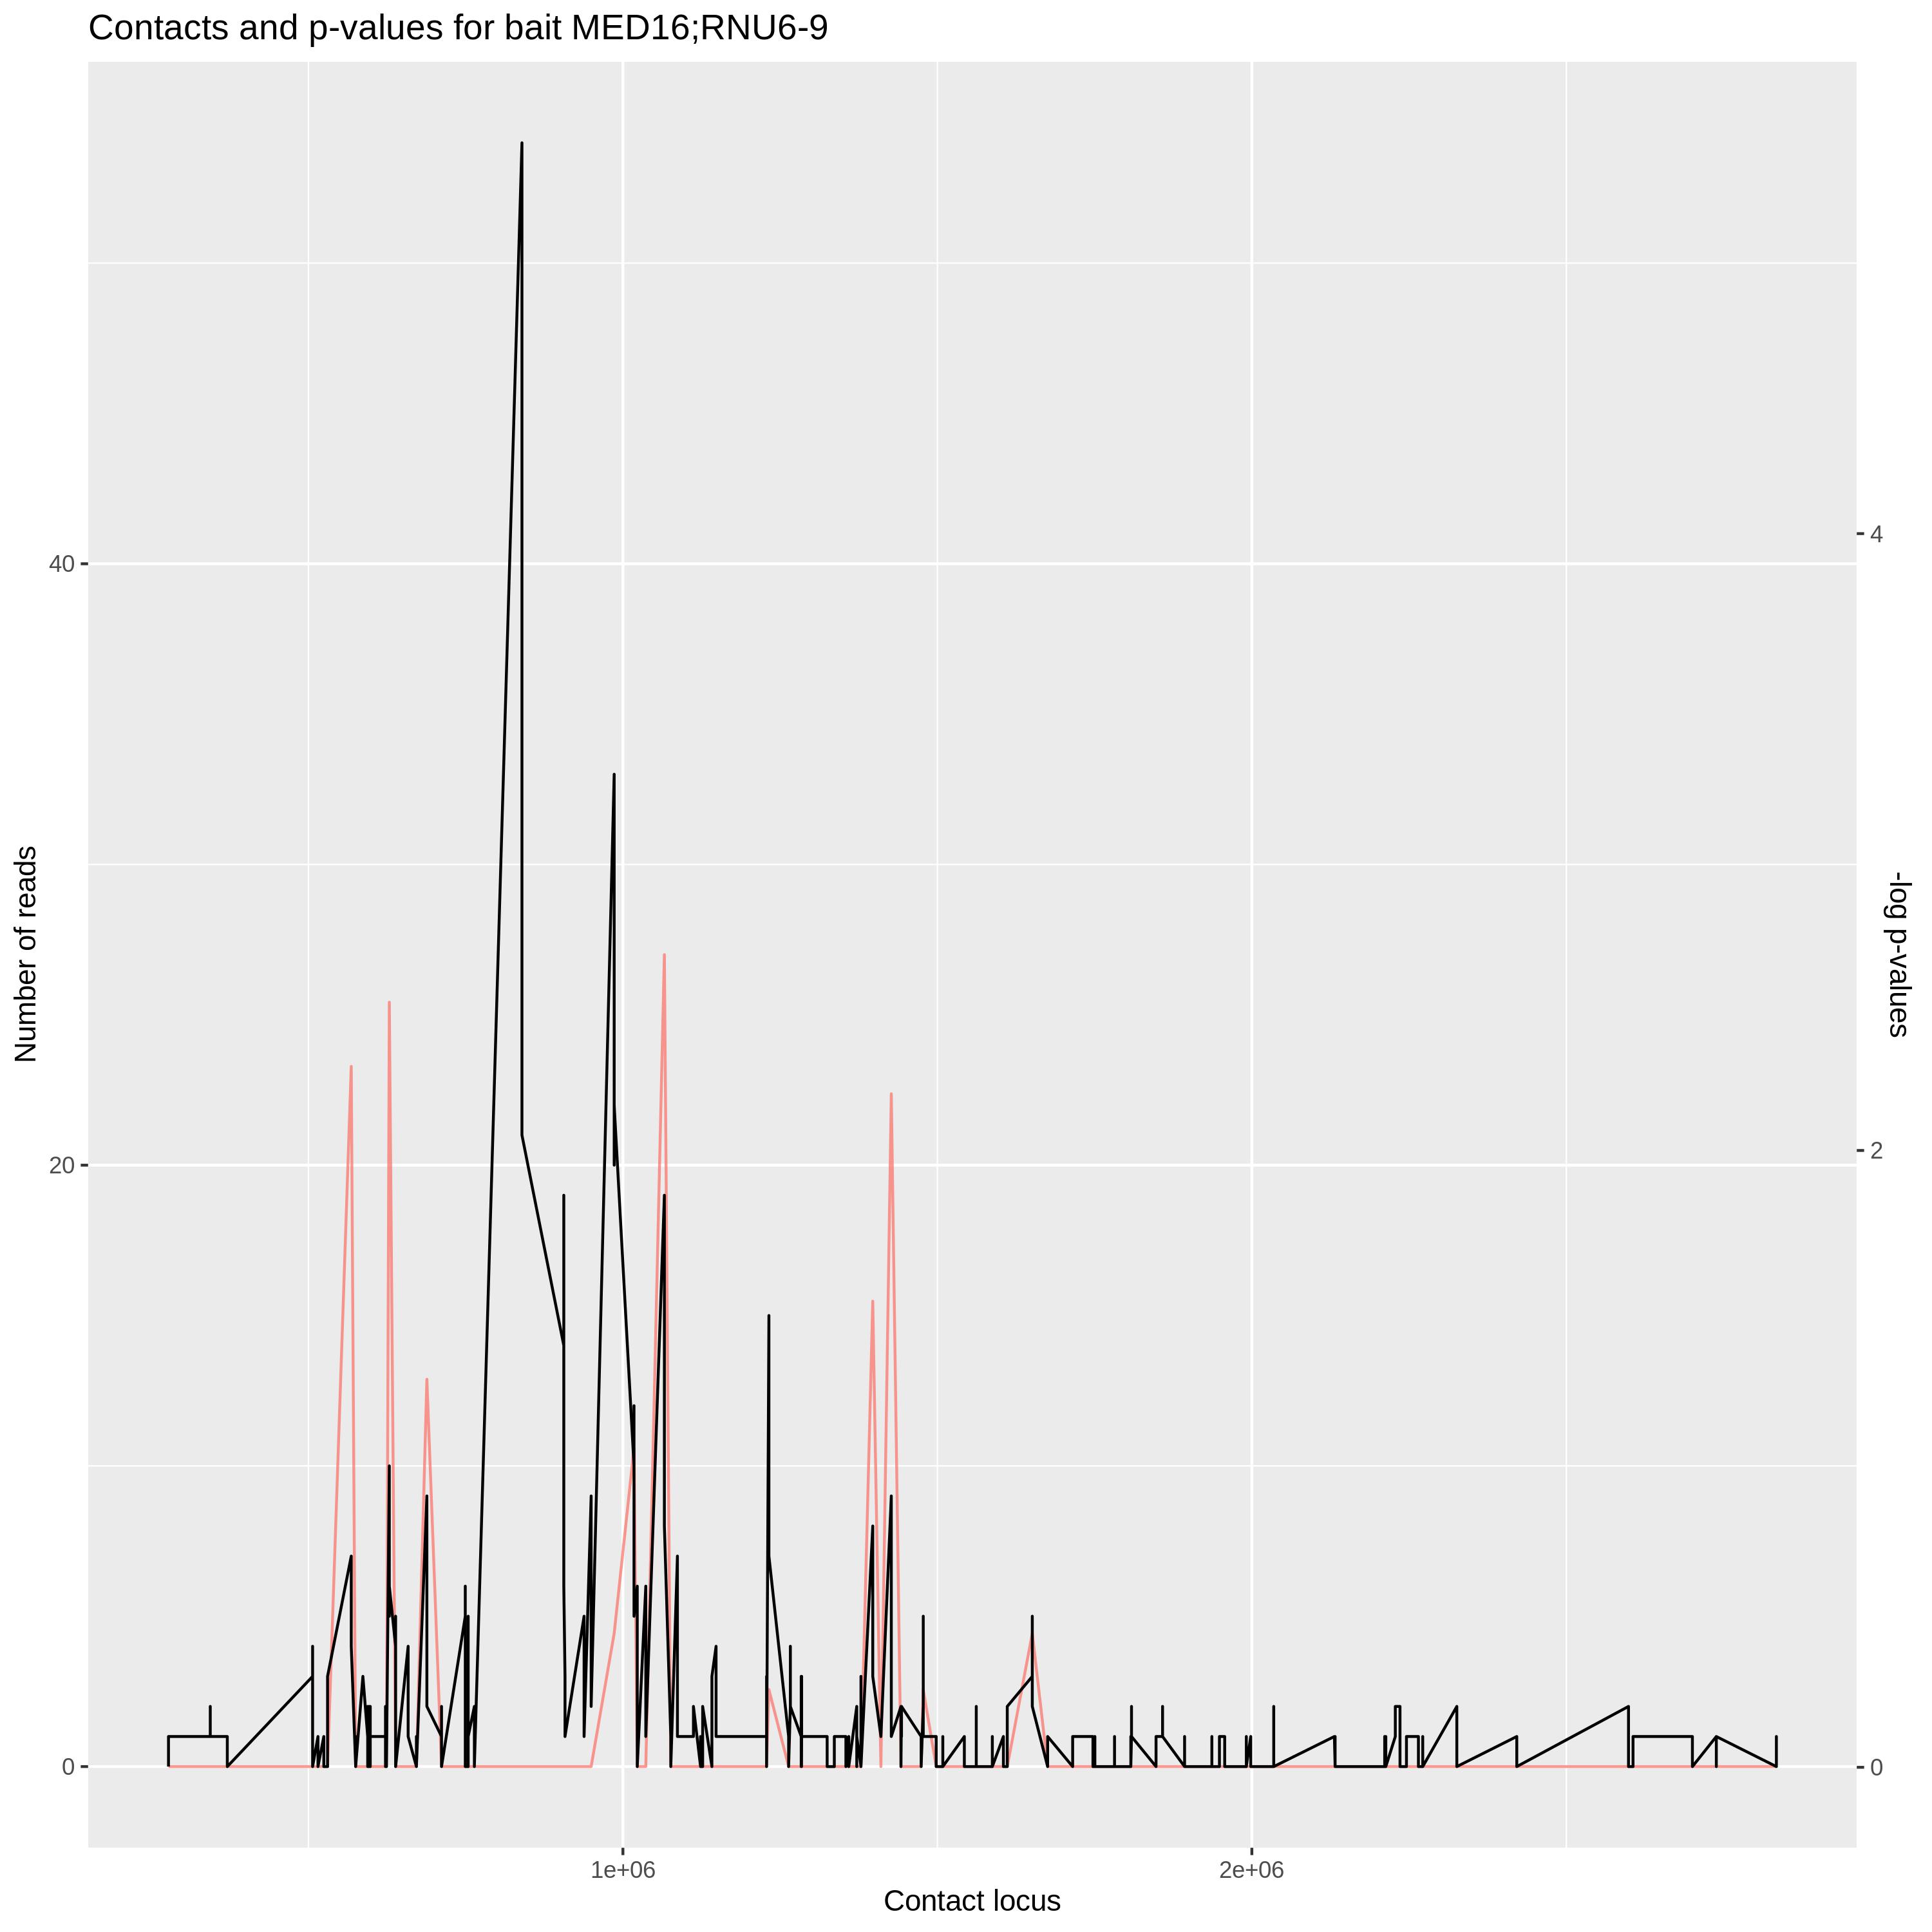 Contacts and p-values for bait MED16;RNU6-9
Number of reads
40
20
0
4
2
0
-log p-values
1e+06
2e+06
Contact locus